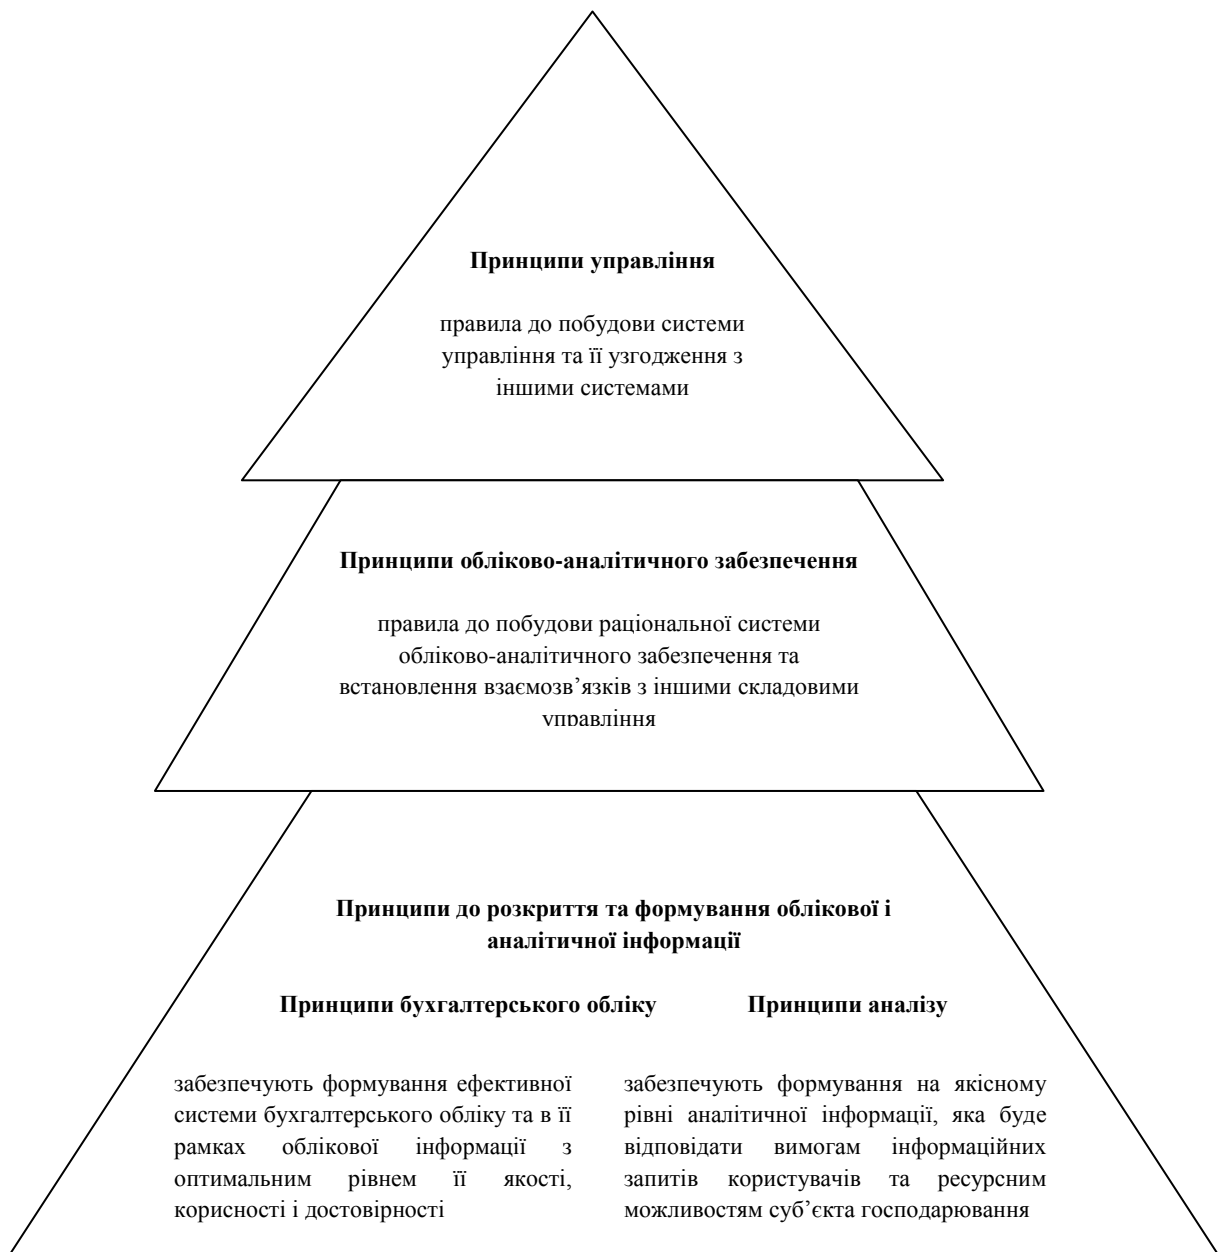 Принципи управління
правила до побудови системи
управління та її узгодження з
іншими системами
Принципи обліково-аналітичного забезпечення
правила до побудови раціональної системи
обліково-аналітичного забезпечення та
встановлення взаємозв’язків з іншими складовими
управління
Принципи до розкриття та формування облікової і
аналітичної інформації
Принципи бухгалтерського обліку
забезпечують формування ефективної
системи бухгалтерського обліку та в її
рамках облікової інформації з
оптимальним рівнем її якості,
корисності і достовірності
Принципи аналізу
забезпечують формування на якісному
рівні аналітичної інформації, яка буде
відповідати вимогам інформаційних
запитів користувачів та ресурсним
можливостям суб’єкта господарювання